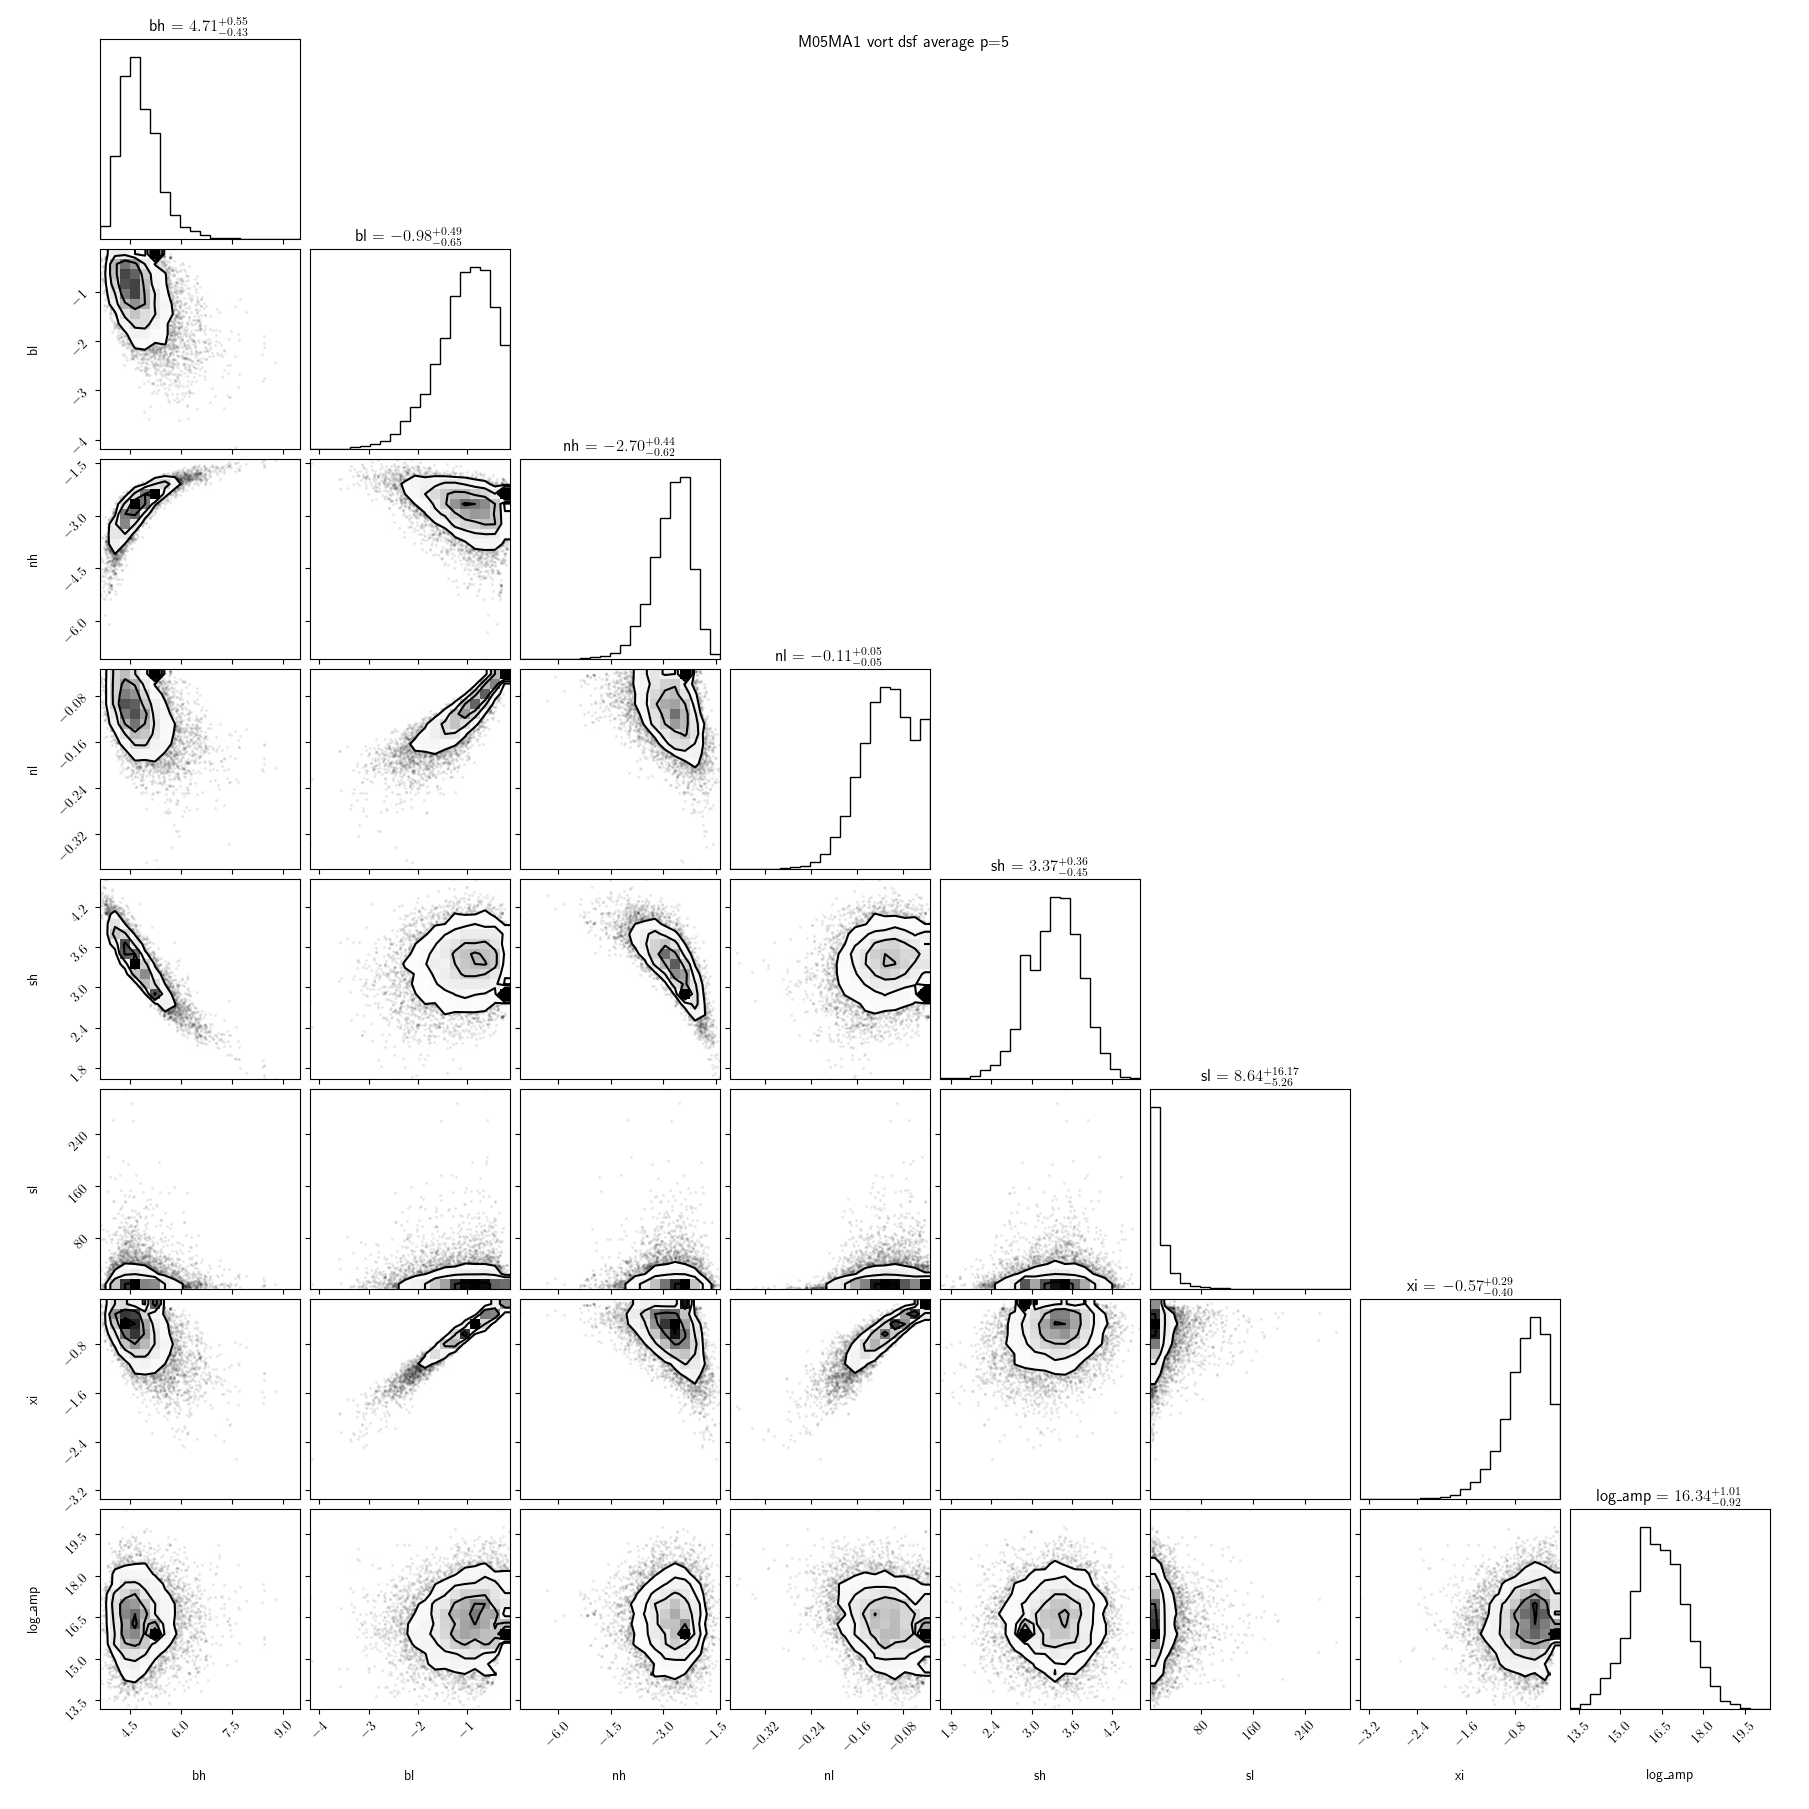 bh = 4.71+0.55−0.43
M05MA1 vort dsf average p=5
bl = −0.98+0.49−0.65
bl
−1
−2
−3
−4
nh = −2.70+0.44−0.62
nh
−1.5
−3.0
−4.5
−6.0
nl = −0.11+0.05−0.05
nl
−0.08
−0.16
−0.24
−0.32
sh = 3.37+0.36−0.45
sh
4.2
3.6
3.0
2.4
1.8
sl = 8.64+16.17−5.26
sl
240
160
80
xi = −0.57+0.29−0.40
xi
−0.8
−1.6
−2.4
−3.2
log_amp = 16.34+1.01−0.92
log_amp
19.5
18.0
16.5
15.0
13.5
4.5 6.0 7.5 9.0 −4 −3 −2 −1 −6.0 −4.5 −3.0 −1.5 −0.32 −0.24 −0.16 −0.08 1.8 2.4 3.0 3.6 4.2 80 160 240 −3.2 −2.4 −1.6 −0.8 13.5 15.0 16.5 18.0 19.5
bh bl nh nl sh sl xi log_amp